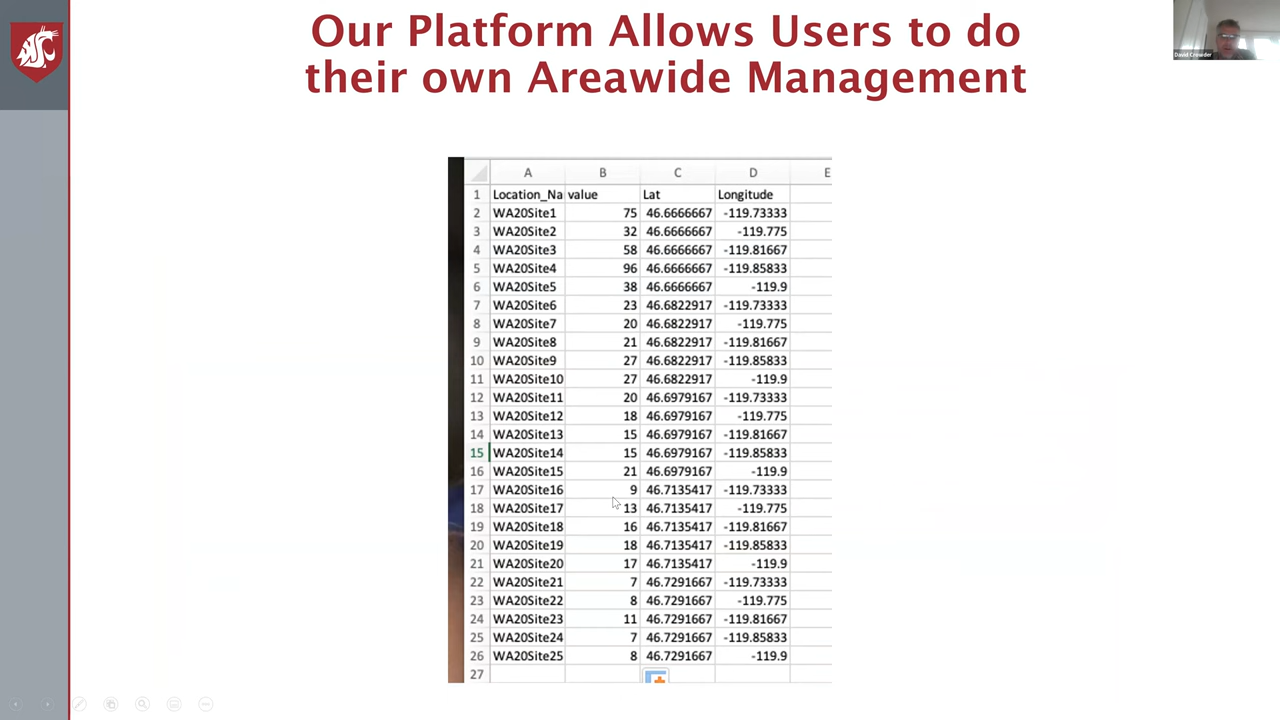 Our Platform Allows Users to do
their own Areawide Management
David Crowder
A B C D E
1 Location_Na value Lat Longitude
2 WA20Site1 75 46.6666667 -119.73333
3 WA20Site2 32 46.6666667 -119.775
4 WA20Site3 58 46.6666667 -119.81667
5 WA20Site4 96 46.6666667 -119.85833
6 WA20Site5 38 46.6666667 -119.9
7 WA20Site6 23 46.6822917 -119.73333
8 WA20Site7 20 46.6822917 -119.775
9 WA20Site8 21 46.6822917 -119.81667
10 WA20Site9 27 46.6822917 -119.85833
11 WA20Site10 27 46.6822917 -119.9
12 WA20Site11 20 46.6979167 -119.73333
13 WA20Site12 18 46.6979167 -119.775
14 WA20Site13 15 46.6979167 -119.81667
15 WA20Site14 15 46.6979167 -119.85833
16 WA20Site15 21 46.6979167 -119.9
17 WA20Site16 9 46.7135417 -119.73333
18 WA20Site17 13 46.7135417 -119.775
19 WA20Site18 16 46.7135417 -119.81667
20 WA20Site19 18 46.7135417 -119.85833
21 WA20Site20 17 46.7135417 -119.9
22 WA20Site21 7 46.7291667 -119.73333
23 WA20Site22 8 46.7291667 -119.775
24 WA20Site23 11 46.7291667 -119.81667
25 WA20Site24 7 46.7291667 -119.85833
26 WA20Site25 8 46.7291667 -119.9
27